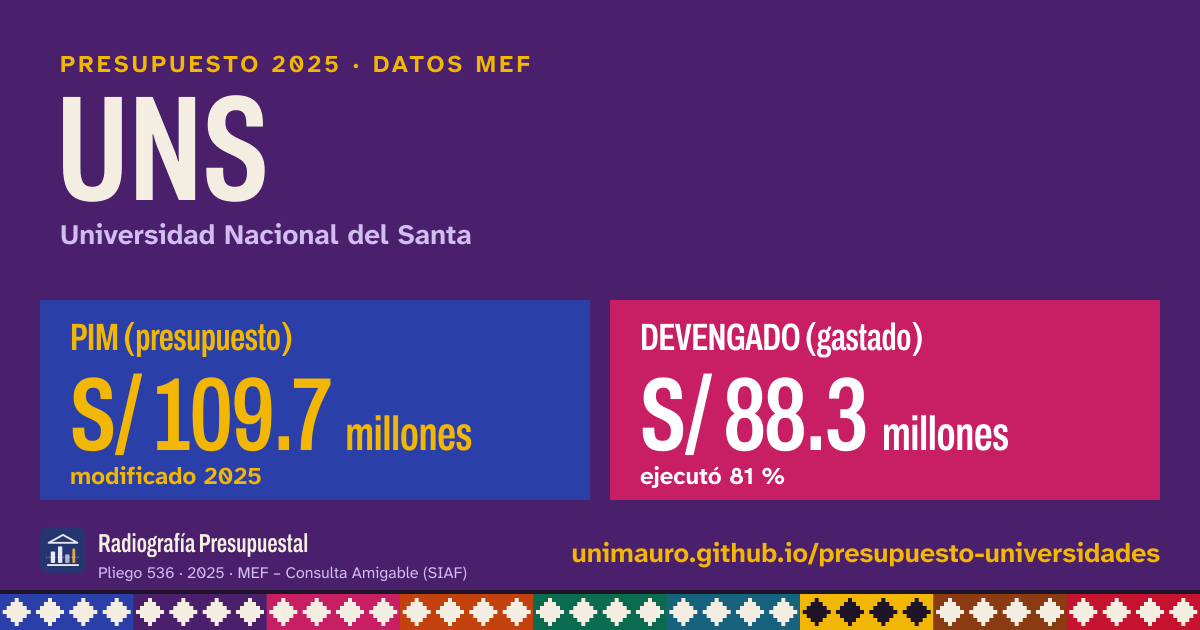 PRESUPUESTO 2025 · DATOS MEF
UNS
Universidad Nacional del Santa
PIM (presupuesto)
S/ 109.7 millones
modificado 2025
DEVENGADO (gastado)
S/ 88.3 millones
ejecutó 81 %
Radiografía Presupuestal
Pliego 536 · 2025 · MEF – Consulta Amigable (SIAF)
unimauro.github.io/presupuesto-universidades